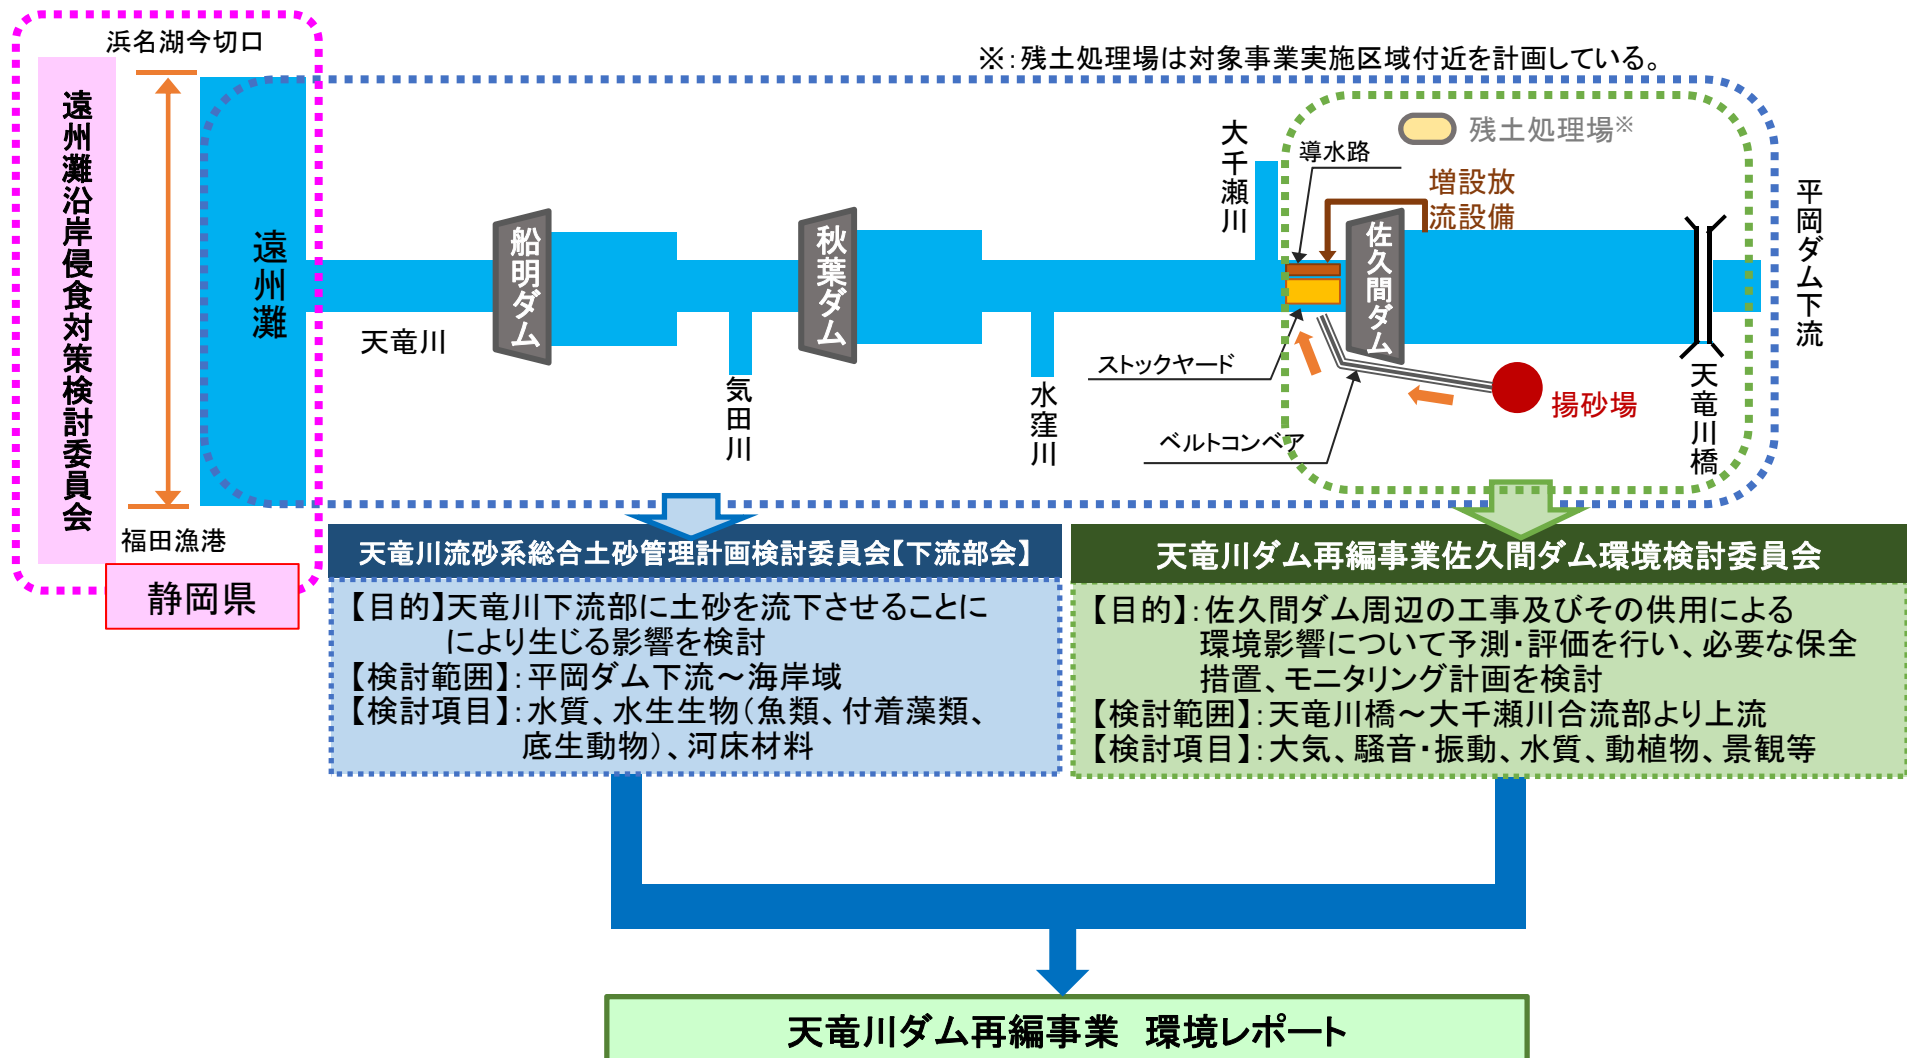 浜名湖今切口
※：残土処理場は対象事業実施区域付近を計画している。
遠州灘沿岸侵食対策検討委員会
遠州灘
福田漁港
静岡県
天竜川
船明ダム
気田川
秋葉ダム
水窪川
大千瀬川
導水路
残土処理場※
増設放
流設備
佐久間ダム
ストックヤード
ベルトコンベア
揚砂場
天竜川橋
平岡ダム下流
天竜川流砂系総合土砂管理計画検討委員会【下流部会】
【目的】天竜川下流部に土砂を流下させることに
により生じる影響を検討
【検討範囲】：平岡ダム下流～海岸域
【検討項目】：水質、水生生物（魚類、付着藻類、
底生動物）、河床材料
天竜川ダム再編事業佐久間ダム環境検討委員会
【目的】：佐久間ダム周辺の工事及びその供用による
環境影響について予測・評価を行い、必要な保全
措置、モニタリング計画を検討
【検討範囲】：天竜川橋～大千瀬川合流部より上流
【検討項目】：大気、騒音・振動、水質、動植物、景観等
天竜川ダム再編事業　環境レポート